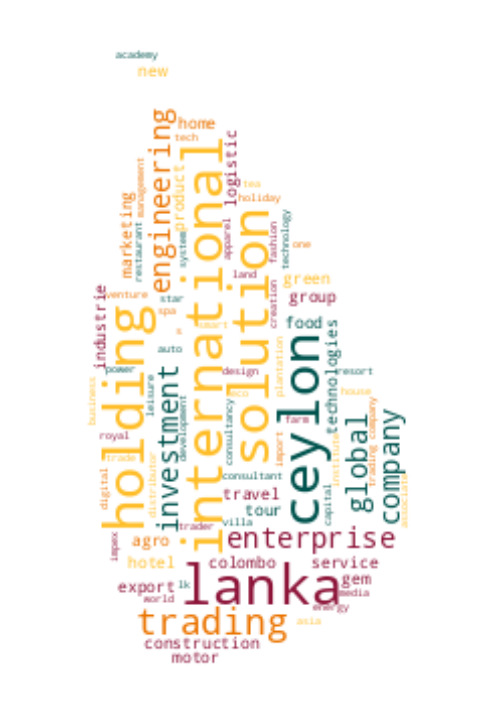 academy
new
home
tech
engineering
international
logistic
product
tea
holiday
management
marketing
restaurant
system
apparel
solution
fashion
technology
one
land
green
industrie
venture
star
group
creation
holding
spa
s
smart
food
technologies
ceylon
auto
plantation
power
design
resort
business
leisure
investment
development
eco
house
consultancy
farm
royal
global
company
trading company
import
institute
trade
digital
distributor
consultant
travel
capital
associate
tour
villa
trader
enterprise
impex
agro
hotel
colombo
service
export
lk
lanka
gem
world
media
energy
trading
asia
construction
motor